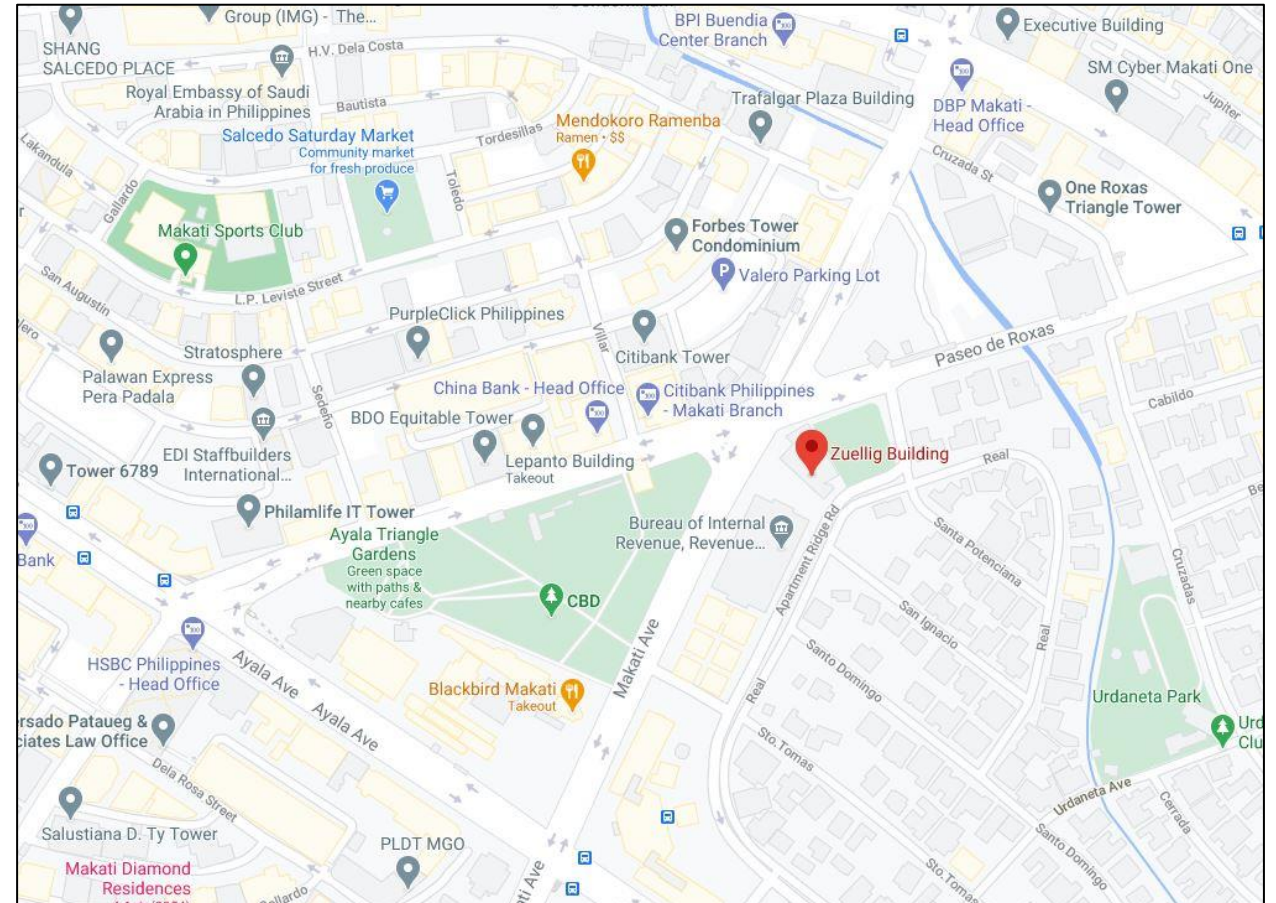 Group (IMG) - The...
BPI Buendia
Center Branch
Executive Building
SHANG
SALCEDO PLACE
H.V. Dela Costa
SM Cyber Makati One
Royal Embassy of Saudi
Arabia in Philippines
Bautista
Trafalgar Plaza Building
DBP Makati -
Head Office
Jupiter
Salcedo Saturday Market
Community market
for fresh produce
Tordesillas
Mendokoro Ramenba
Ramen • $$
Lakandula
Cruzada St
Gallardo
Toledo
One Roxas
Triangle Tower
Makati Sports Club
Forbes Tower
Condominium
Valero Parking Lot
San Augustin
L.P. Leviste Street
PurpleClick Philippines
Villar
Citibank Tower
Paseo de Roxas
Stratosphere
Palawan Express
Pera Padala
Sedeño
China Bank - Head Office
Citibank Philippines
- Makati Branch
Cabildo
BDO Equitable Tower
EDI Staffbuilders
International...
Lepanto Building
Takeout
Zuellig Building
Real
Tower 6789
Philamlife IT Tower
Bureau of Internal
Revenue, Revenue...
Ayala Triangle
Gardens
Green space
with paths &
nearby cafes
Bank
Santa Potenciana
Apartment Ridge Rd
Cruzadas
CBD
San Ignacio
Real
HSBC Philippines
- Head Office
Ayala Ave
Makati Ave
Santo Domingo
Blackbird Makati
Takeout
Real
Urdaneta Park
Ayala Ave
ersado Pataueg &
ciates Law Office
Urd
Clu
Sto. Tomas
Dela Rosa Street
Urdaneta Ave
Cerrada
Salustiana D. Ty Tower
PLDT MGO
Santo Domingo
Makati Diamond
Residences
Sto. Tomas
ati Ave